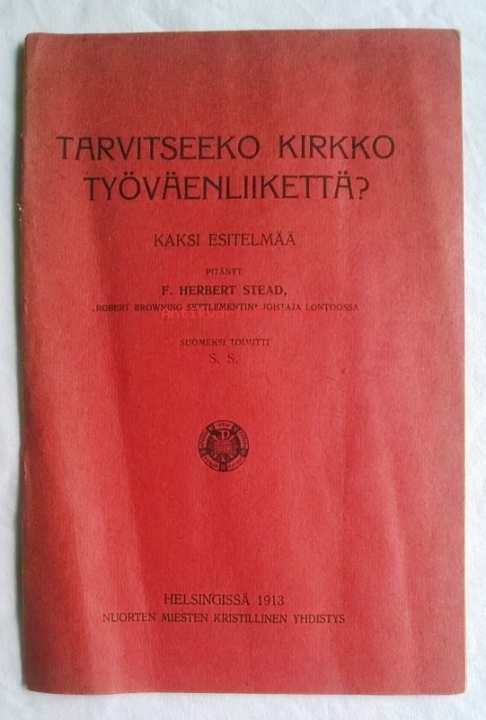 TARVITSEEKO KIRKKO
TYÖVÄENLIIKETTÄ?
KAKSI ESITELMÄÄ
PITÄNYT
F. HERBERT STEAD,
„ROBERT BROWNING SETTLEMENTIN" JOHTAJA LONTOOSSA
SUOMEKSI TOIMITTI
S. S.
HELSINGISSÄ 1913
NUORTEN MIESTEN KRISTILLINEN YHDISTYS